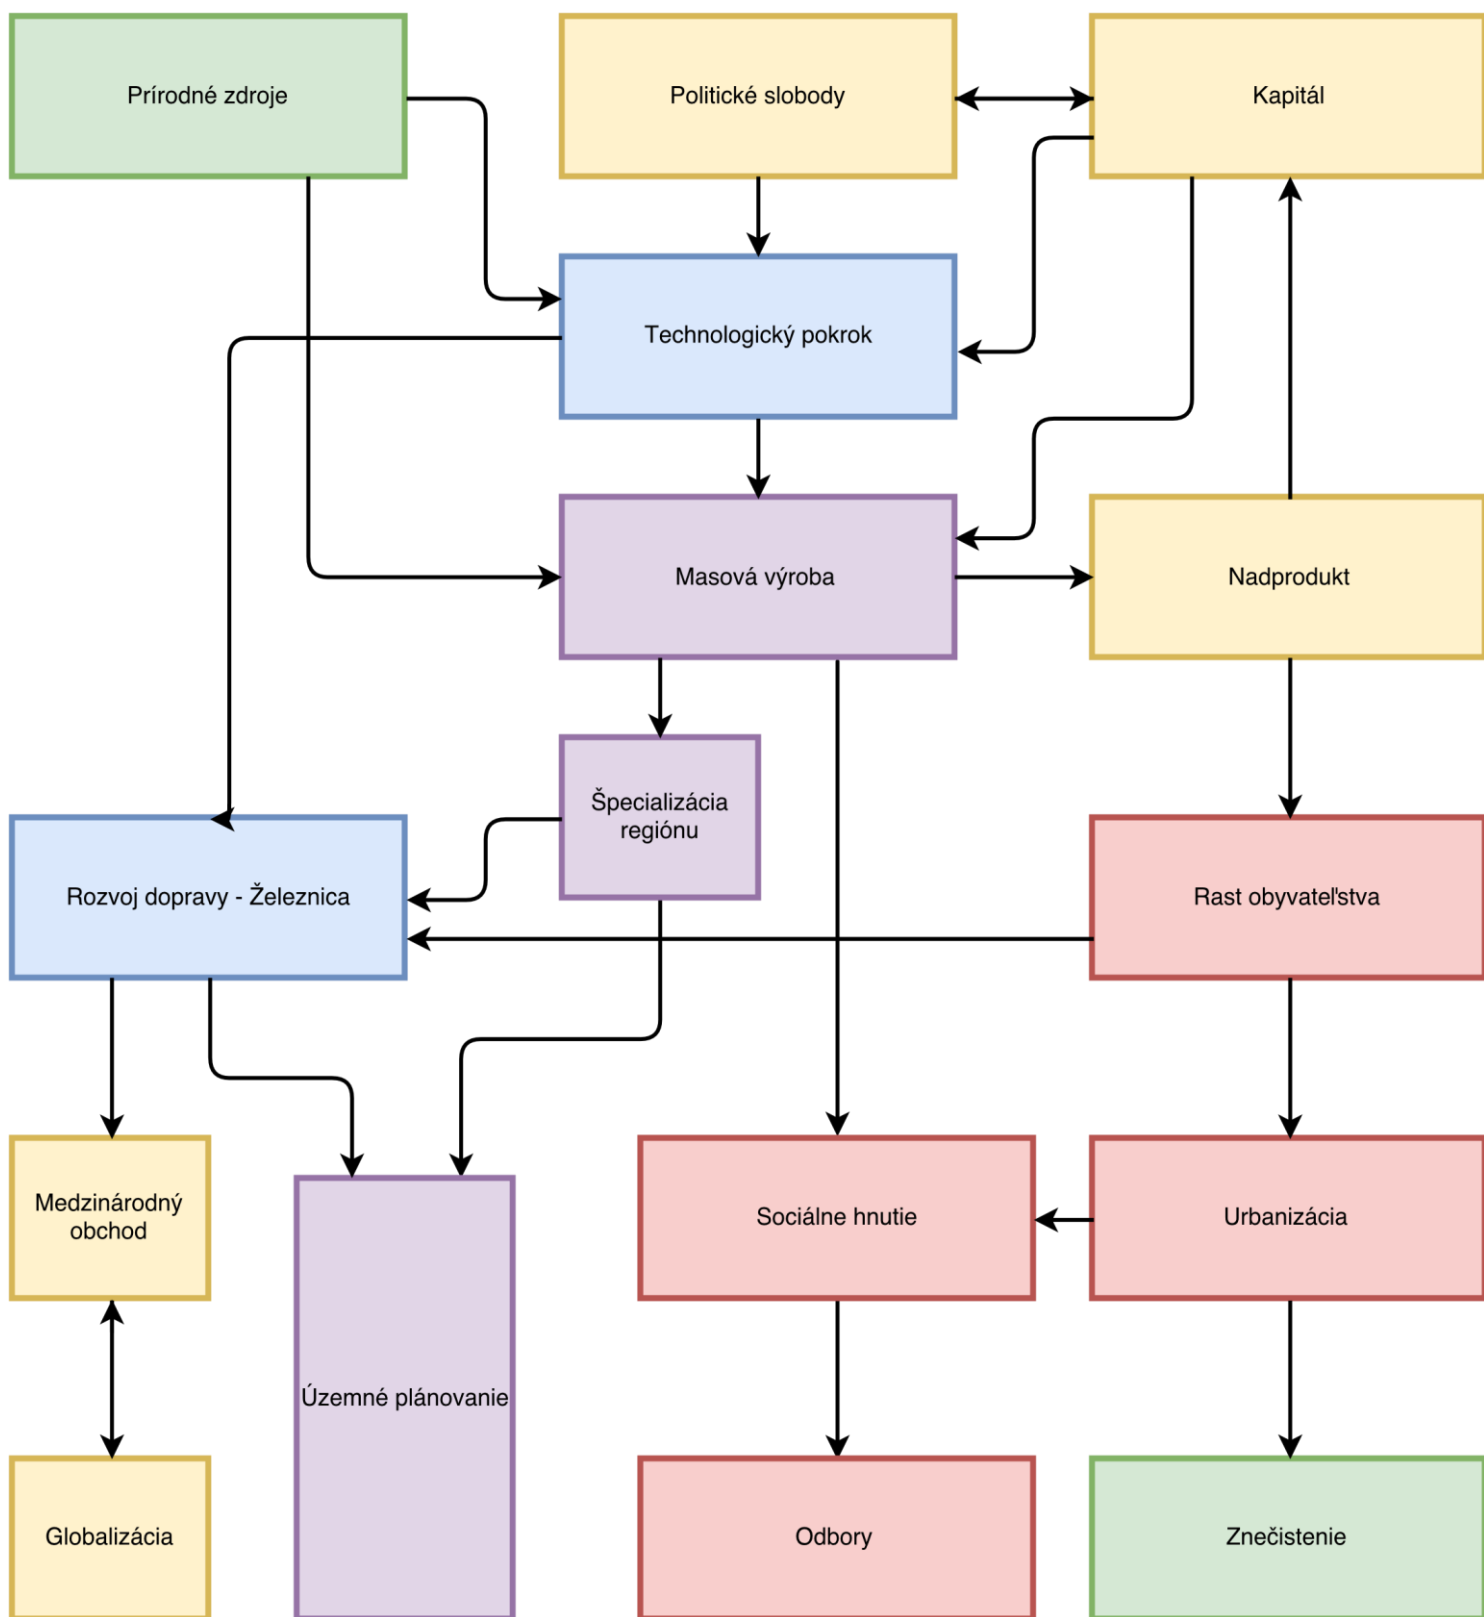 Prírodné zdroje
Politické slobody
Kapitál
Technologický pokrok
Masová výroba
Nadprodukt
Špecializácia
regiónu
Rozvoj dopravy - Železnica
Rast obyvateľstva
Medzinárodný
obchod
Sociálne hnutie
Urbanizácia
Územné plánovanie
Globalizácia
Odbory
Znečistenie